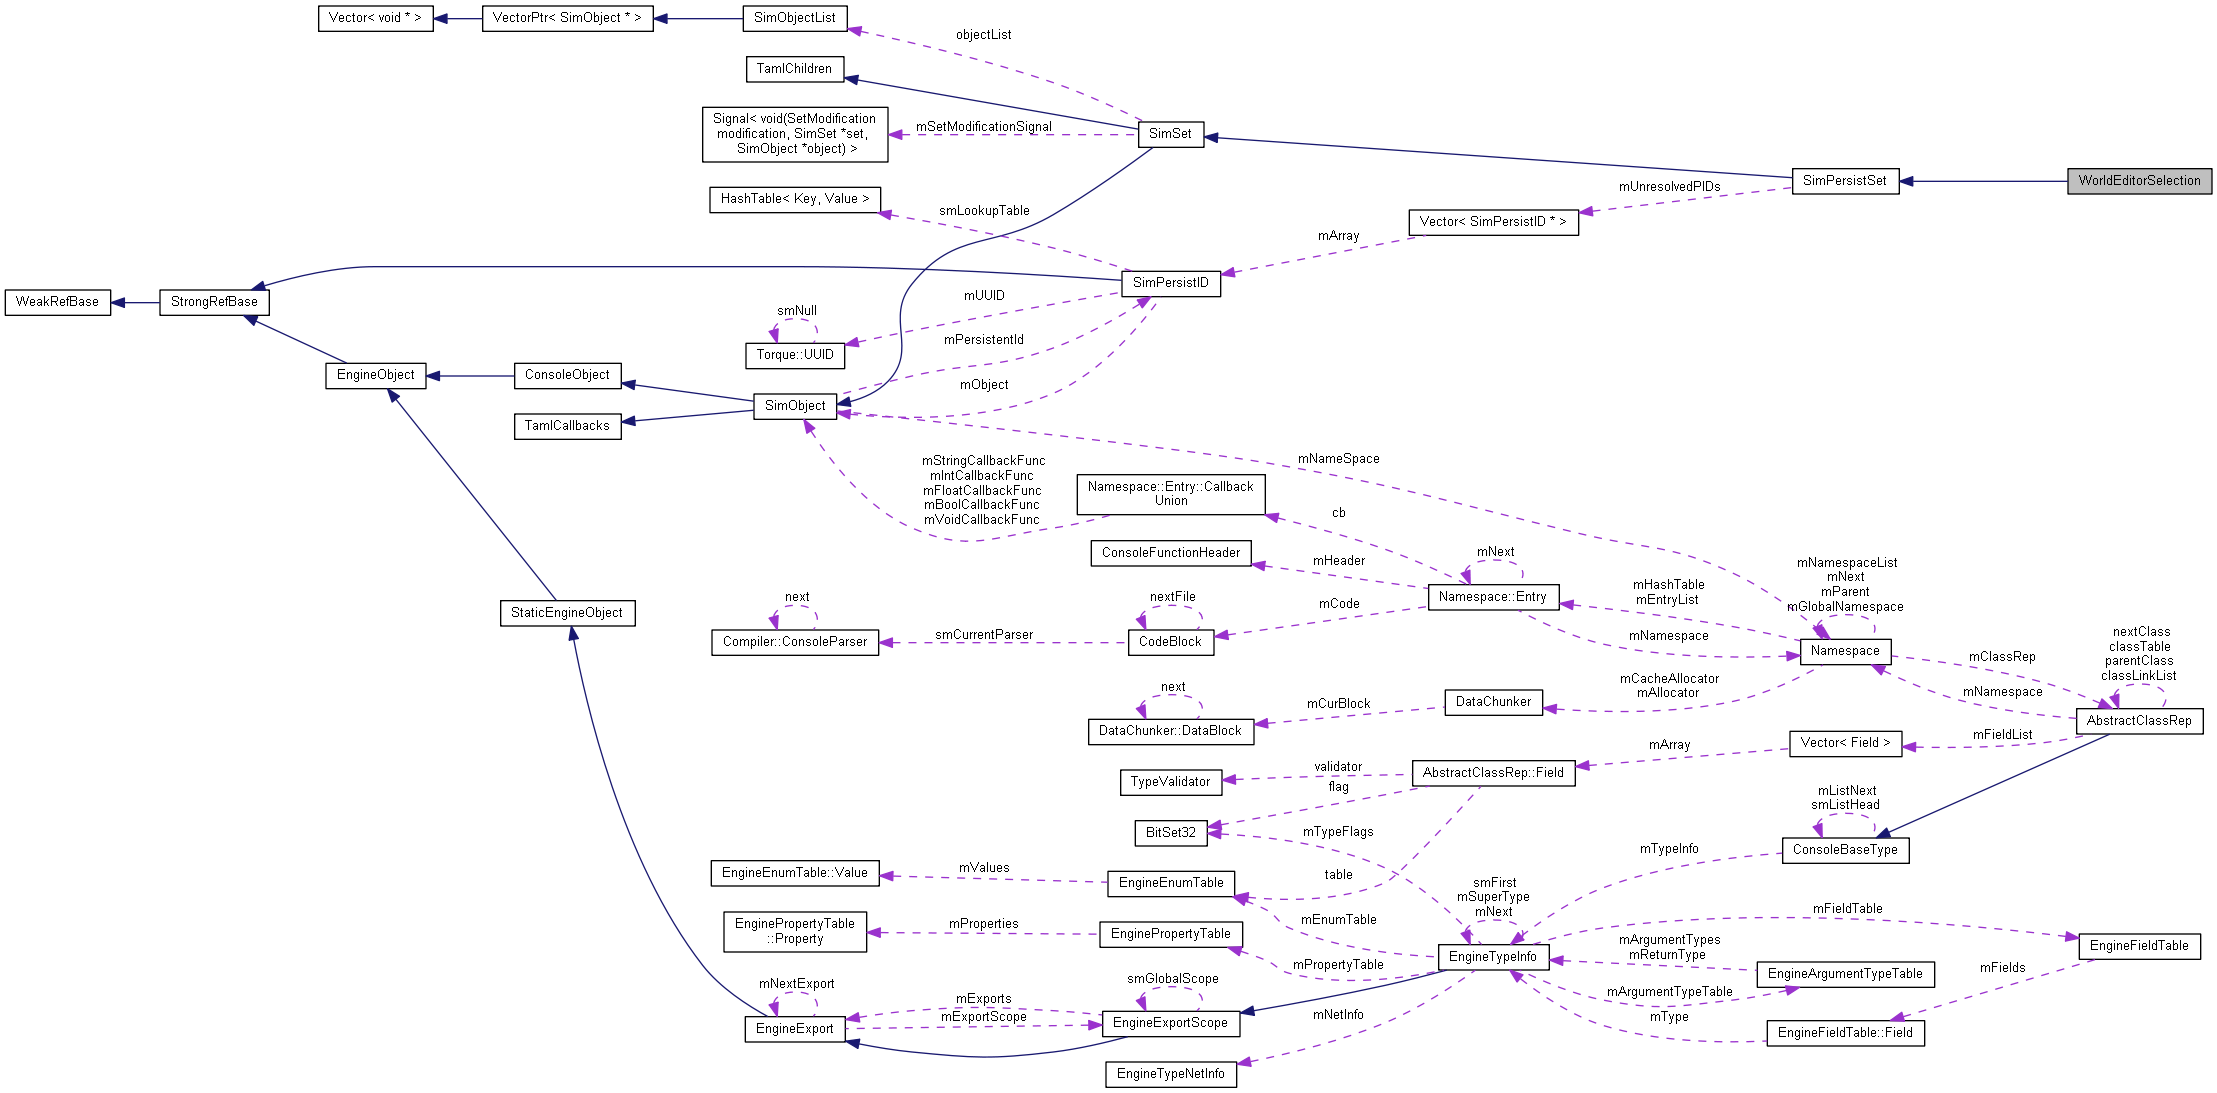 Vector< void * >
VectorPtr< SimObject * >
SimObjectList
objectList
TamlChildren
Signal< void(SetModification
modification, SimSet *set,
SimObject *object) >
mSetModificationSignal
SimSet
SimPersistSet
WorldEditorSelection
mUnresolvedPIDs
HashTable< Key, Value >
smLookupTable
Vector< SimPersistID * >
mArray
SimPersistID
WeakRefBase
StrongRefBase
mUUID
smNull
Torque::UUID
mPersistentId
EngineObject
ConsoleObject
mObject
SimObject
TamlCallbacks
mNameSpace
mStringCallbackFunc
mIntCallbackFunc
mFloatCallbackFunc
mBoolCallbackFunc
mVoidCallbackFunc
Namespace::Entry::Callback
Union
cb
ConsoleFunctionHeader
mHeader
mNext
Namespace::Entry
mHashTable
mEntryList
mNamespaceList
mNext
mParent
mGlobalNamespace
StaticEngineObject
next
Compiler::ConsoleParser
smCurrentParser
nextFile
CodeBlock
mCode
mNamespace
Namespace
mClassRep
mNamespace
nextClass
classTable
parentClass
classLinkList
AbstractClassRep
next
DataChunker::DataBlock
mCurBlock
DataChunker
mCacheAllocator
mAllocator
mFieldList
Vector< Field >
mArray
AbstractClassRep::Field
validator
flag
TypeValidator
BitSet32
mTypeFlags
mListNext
smListHead
ConsoleBaseType
mTypeInfo
EngineEnumTable::Value
mValues
EngineEnumTable
table
smFirst
mSuperType
mNext
EnginePropertyTable
::Property
mProperties
EnginePropertyTable
mEnumTable
mPropertyTable
EngineTypeInfo
mFieldTable
EngineFieldTable
mArgumentTypes
mReturnType
EngineArgumentTypeTable
mArgumentTypeTable
mFields
mType
EngineFieldTable::Field
mNextExport
EngineExport
mExports
mExportScope
smGlobalScope
EngineExportScope
mNetInfo
EngineTypeNetInfo